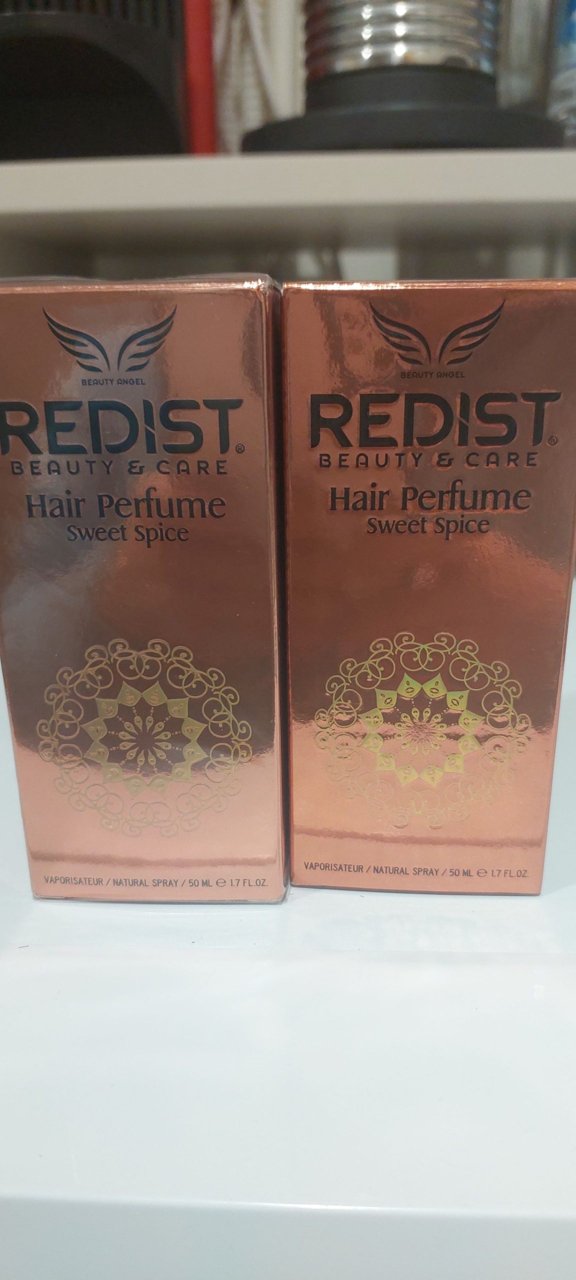 BEAUTY ANGEL
REDIST®
BEAUTY & CARE
Hair Perfume
Sweet Spice
VAPORISATEUR / NATURAL SPRAY / 50 ML ℮ 1.7 FL.OZ.
BEAUTY ANGEL
REDIST®
BEAUTY & CARE
Hair Perfume
Sweet Spice
VAPORISATEUR / NATURAL SPRAY / 50 ML ℮ 1.7 FL.OZ.